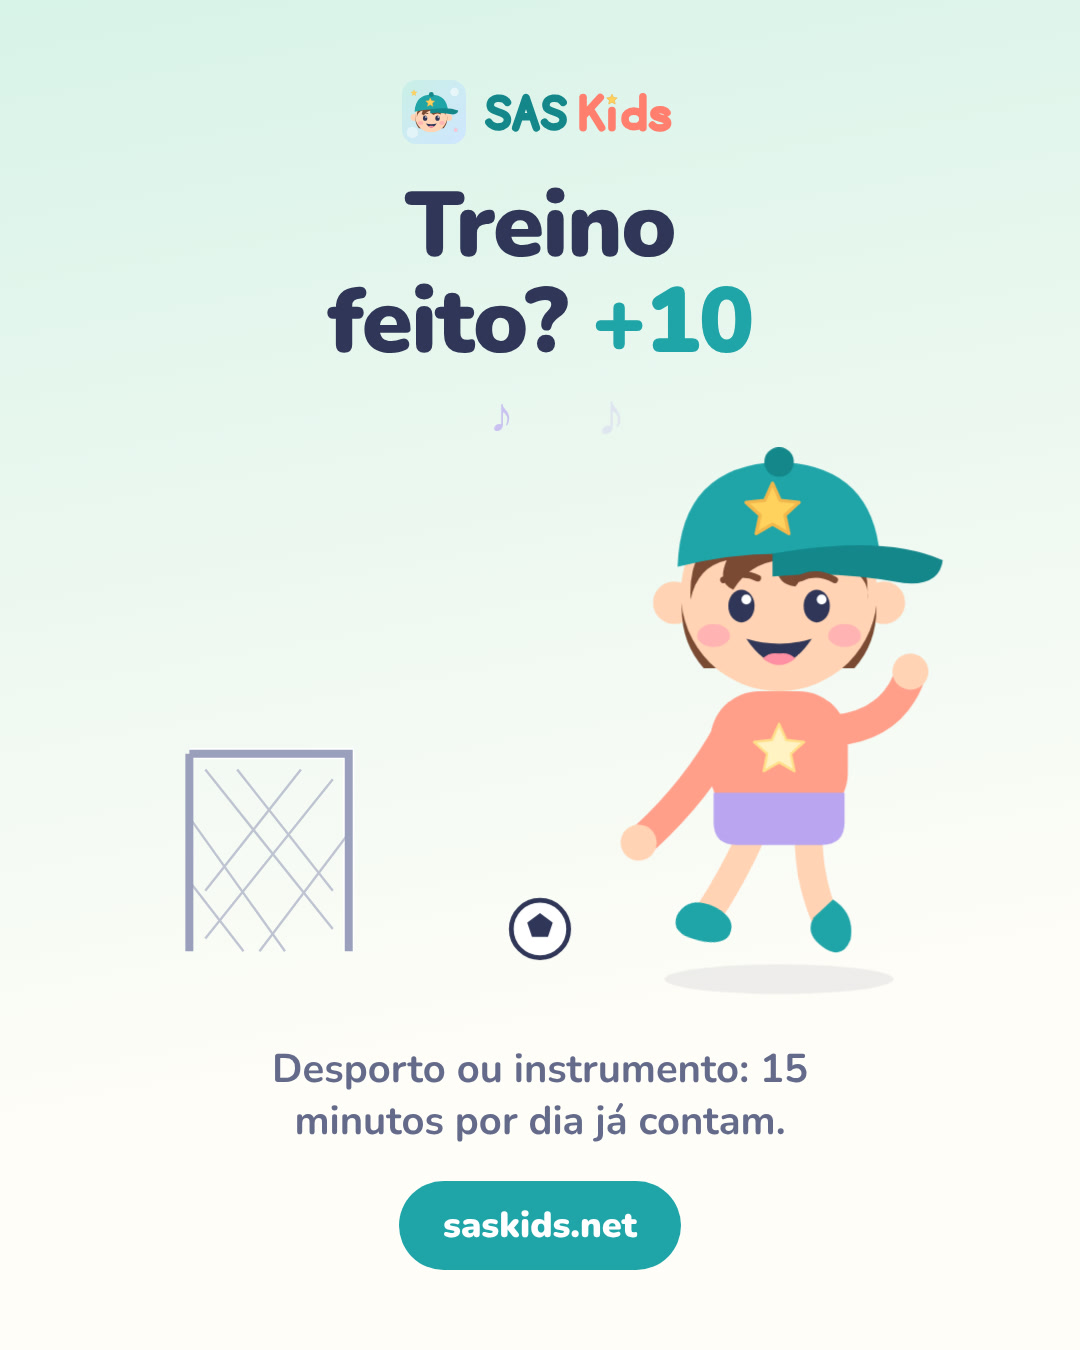 SAS Kids
Treino
feito? +10
Desporto ou instrumento: 15
minutos por dia já contam.
saskids.net